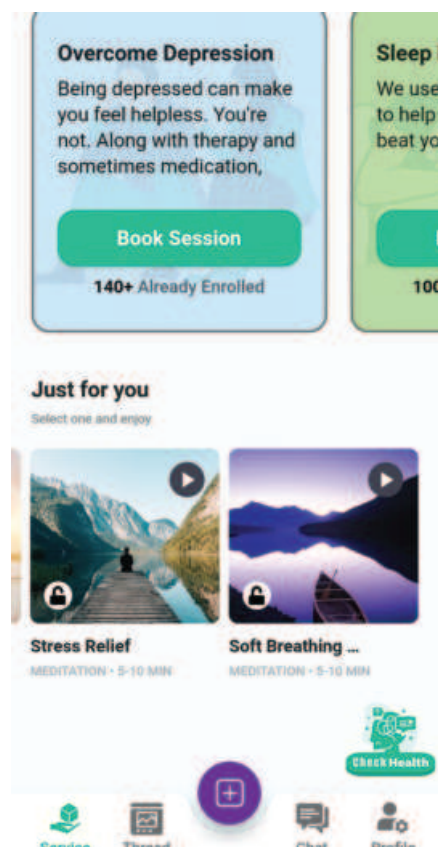 Overcome Depression
Being depressed can make
you feel helpless. You're
not. Along with therapy and
sometimes medication,
Book Session
140+ Already Enrolled
Sleep
We use
to help
beat yo
100
Just for you
Select one and enjoy
Stress Relief
MEDITATION • 5-10 MIN
Soft Breathing ...
MEDITATION • 5-10 MIN
Check Health
Service
Thread
Chat
Profile